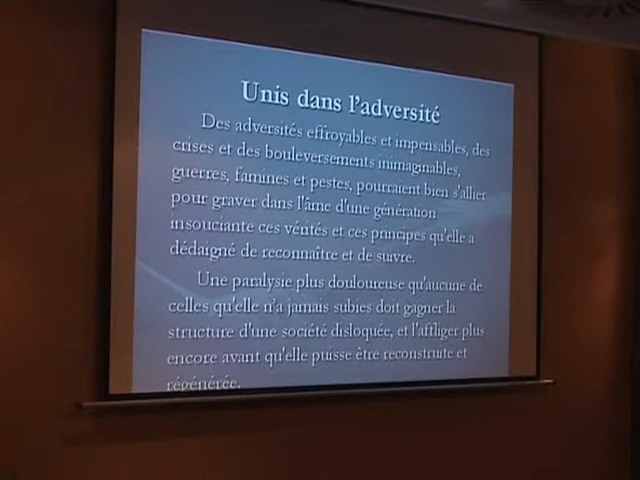 Unis dans l'adversité
Des adversités effroyables et impensables, des
crises et des bouleversements inimaginables,
guerres, famines et pestes, pourraient bien s'allier
pour graver dans l'âme d'une génération
insouciante ces vérités et ces principes qu'elle a
dédaigné de reconnaître et de suivre.
Une paralysie plus douloureuse qu'aucune de
celles qu'elle n'a jamais subies doit gagner la
structure d'une société disloquée, et l'affliger plus
encore avant qu'elle puisse être reconstruite et
régénérée.